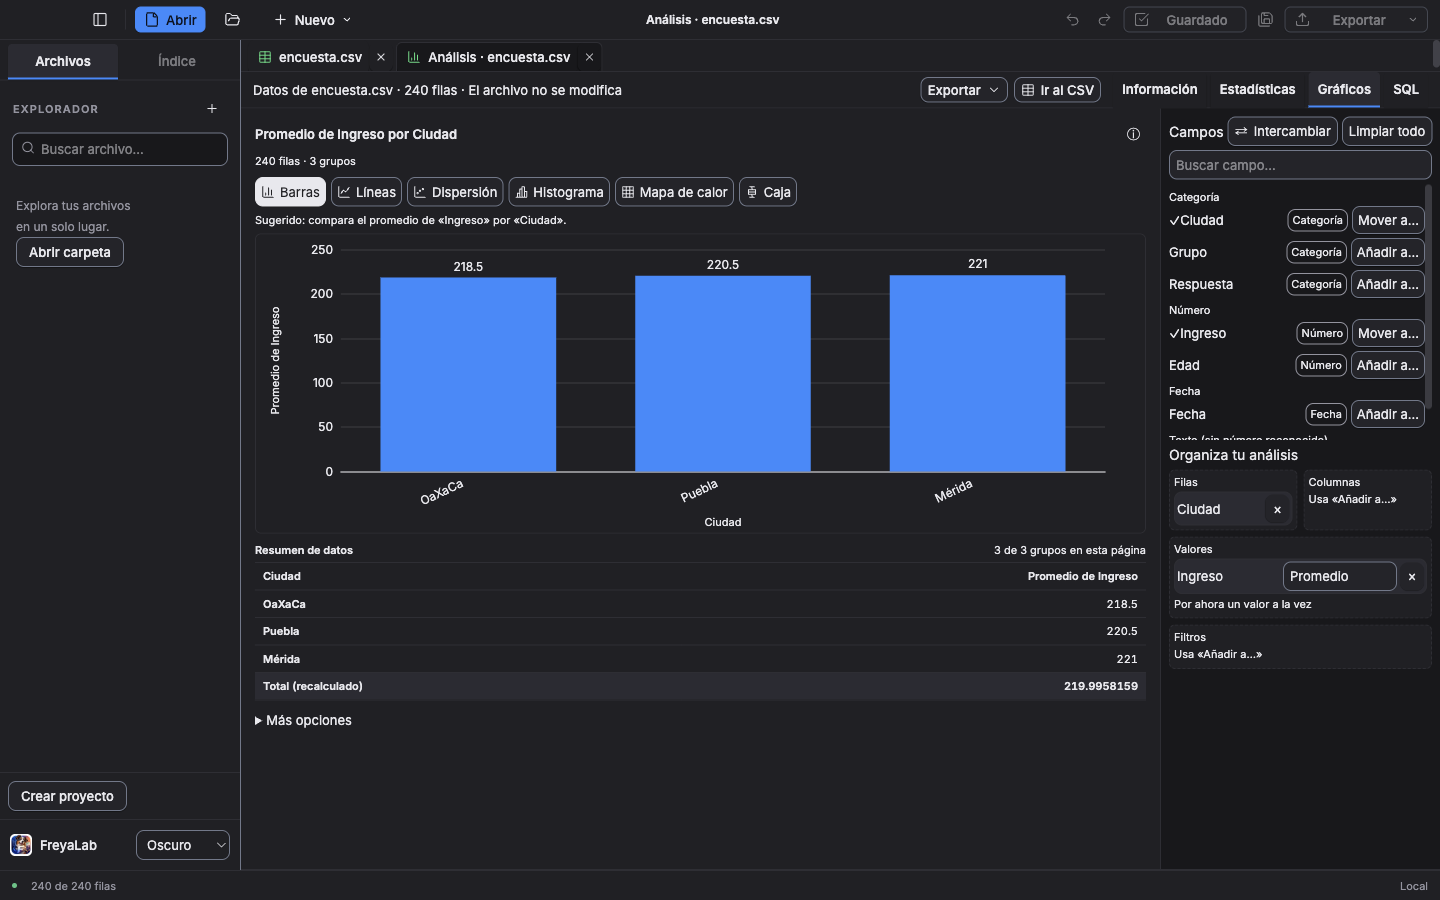 Abrir
Nuevo
Análisis · encuesta.csv
Guardado
Exportar
Archivos
Índice
encuesta.csv ×
Análisis · encuesta.csv ×
EXPLORADOR +
Buscar archivo...
Explora tus archivos
en un solo lugar.
Abrir carpeta
Crear proyecto
FreyaLab
Oscuro
Datos de encuesta.csv · 240 filas · El archivo no se modifica
Exportar
Ir al CSV
Promedio de Ingreso por Ciudad
240 filas · 3 grupos
Barras
Líneas
Dispersión
Histograma
Mapa de calor
Caja
Sugerido: compara el promedio de «Ingreso» por «Ciudad».
250
200
150
100
50
0
Promedio de Ingreso
218.5
220.5
221
OaXaCa
Puebla
Mérida
Ciudad
Resumen de datos
3 de 3 grupos en esta página
Ciudad Promedio de Ingreso
OaXaCa 218.5
Puebla 220.5
Mérida 221
Total (recalculado) 219.9958159
Más opciones
Información
Estadísticas
Gráficos
SQL
Campos
Intercambiar
Limpiar todo
Buscar campo...
Categoría
✓Ciudad Categoría Mover a...
Grupo Categoría Añadir a...
Respuesta Categoría Añadir a...
Número
✓Ingreso Número Mover a...
Edad Número Añadir a...
Fecha
Fecha Fecha Añadir a...
Texto (sin número reconocido)
Organiza tu análisis
Filas
Ciudad ×
Columnas
Usa «Añadir a...»
Valores
Ingreso Promedio ×
Por ahora un valor a la vez
Filtros
Usa «Añadir a...»
240 de 240 filas
Local